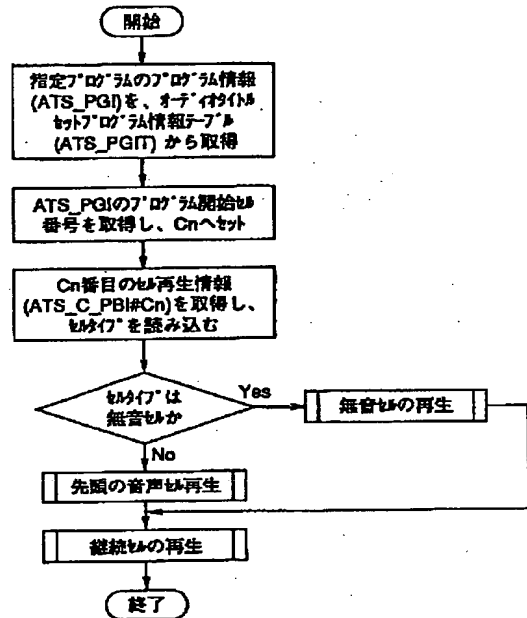 開始
指定プログラムのプログラム情報
(ATS_PGI)を、オーディオタイトル
セットプログラム情報テーブル
(ATS_PGIT) から取得
ATS_PGIのプログラム開始セル
番号を取得し、Cnへセット
Cn番目のセル再生情報
(ATS_C_PBI#Cn)を取得し、
セルタイプを読み込む
セルタイプは
無音セルか
Yes
無音セルの再生
No
先頭の音声セル再生
継続セルの再生
終了